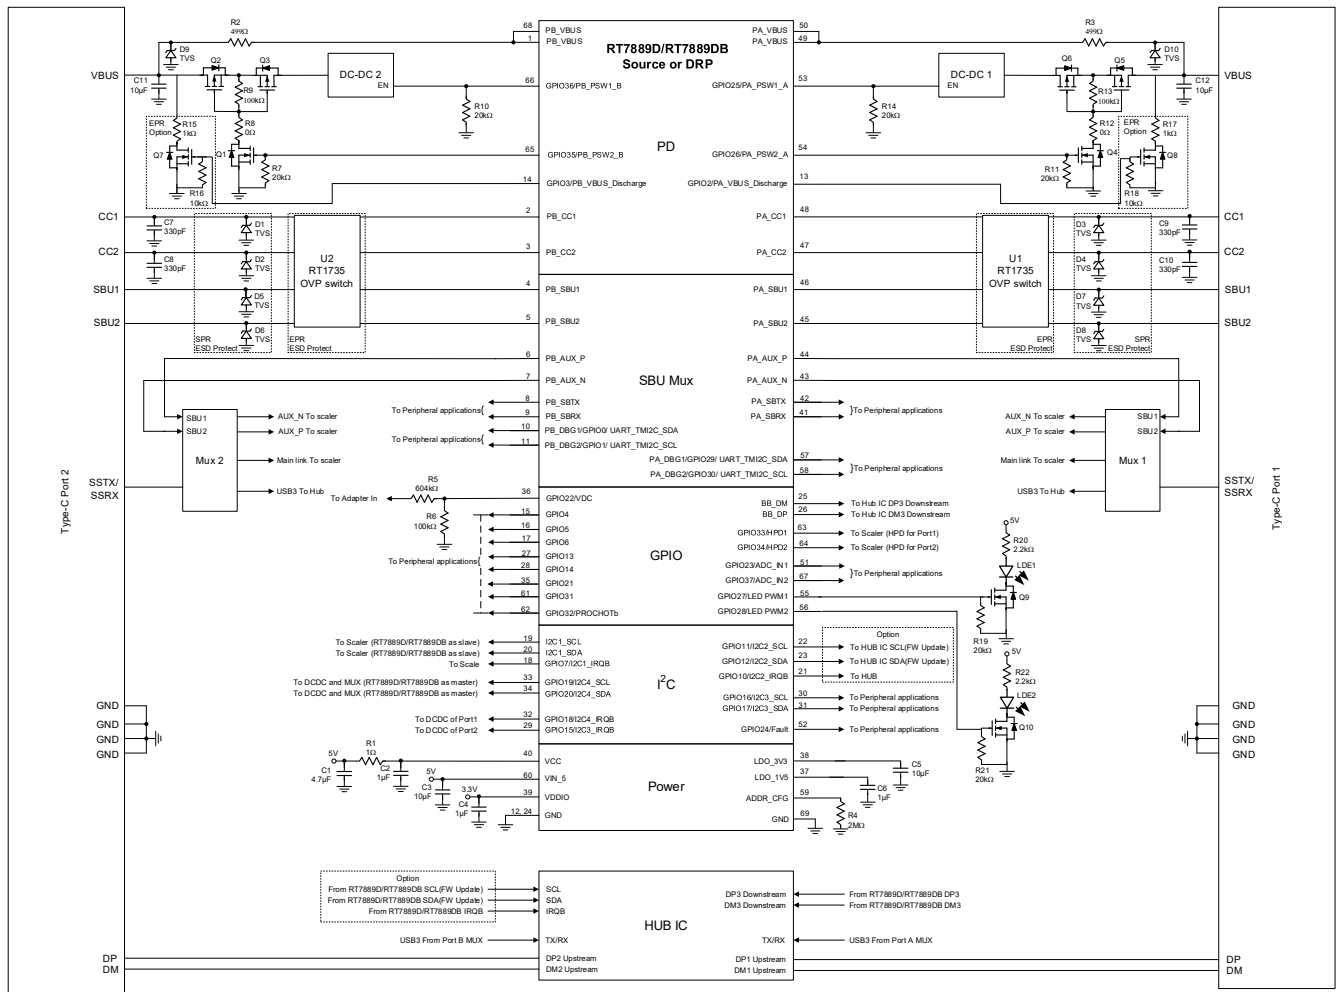 RT7889D/RT7889DB
Source or DRP
PD
SBU Mux
GPIO
I²C
Power
Type-C Port 2
VBUS
CC1
CC2
SBU1
SBU2
SSTX/
SSRX
GND
GND
GND
GND
DP
DM
D9
TVS
R2
499Ω
C11
10µF
Q2
Q3
R9
100kΩ
DC-DC 2
EN
R10
20kΩ
EPR
Option
R15
1kΩ
Q7
R16
10kΩ
R8
0Ω
Q1
R7
20kΩ
C7
330pF
C8
330pF
D1
TVS
D2
TVS
D5
TVS
D6
TVS
SPR
ESD Protect
U2
RT1735
OVP switch
EPR
ESD Protect
68 PB_VBUS
1 PB_VBUS
66 GPIO36/PB_PSW1_B
65 GPIO35/PB_PSW2_B
14 GPIO3/PB_VBUS_Discharge
2 PB_CC1
3 PB_CC2
4 PB_SBU1
5 PB_SBU2
6 PB_AUX_P
7 PB_AUX_N
8 PB_SBTX
9 PB_SBRX
10 PB_DBG1/GPIO0/ UART_TMI2C_SDA
11 PB_DBG2/GPIO1/ UART_TMI2C_SCL
To Peripheral applications{
To Peripheral applications{
SBU1
SBU2
Mux 2
AUX_N To scaler
AUX_P To scaler
Main link To scaler
USB3 To Hub
To Adapter In
R5
604kΩ
R6
100kΩ
36 GPIO22/VDC
15 GPIO4
16 GPIO5
17 GPIO6
27 GPIO13
28 GPIO14
35 GPIO21
61 GPIO31
62 GPIO32/PROCHOTb
To Peripheral applications{
To Scaler (RT7889D/RT7889DB as slave) 19 I2C1_SCL
To Scaler (RT7889D/RT7889DB as slave) 20 I2C1_SDA
To Scale 18 GPIO7/I2C1_IRQB
To DCDC and MUX (RT7889D/RT7889DB as master) 33 GPIO19/I2C4_SCL
To DCDC and MUX (RT7889D/RT7889DB as master) 34 GPIO20/I2C4_SDA
To DCDC of Port1 32 GPIO18/I2C4_IRQB
To DCDC of Port2 29 GPIO15/I2C3_IRQB
5V
R1
1Ω
C1
4.7µF
C2
1µF
5V
C3
10µF
3.3V
C4
1µF
40 VCC
60 VIN_5
39 VDDIO
12, 24 GND
PA_VBUS 50
PA_VBUS 49
GPIO25/PA_PSW1_A 53
GPIO26/PA_PSW2_A 54
GPIO2/PA_VBUS_Discharge 13
PA_CC1 48
PA_CC2 47
PA_SBU1 46
PA_SBU2 45
PA_AUX_P 44
PA_AUX_N 43
PA_SBTX 42
PA_SBRX 41
}To Peripheral applications
PA_DBG1/GPIO29/ UART_TMI2C_SDA 57
PA_DBG2/GPIO30/ UART_TMI2C_SCL 58
}To Peripheral applications
BB_DM 25 To Hub IC DP3 Downstream
BB_DP 26 To Hub IC DM3 Downstream
GPIO33/HPD1 63 To Scaler (HPD for Port1)
GPIO34/HPD2 64 To Scaler (HPD for Port2)
GPIO23/ADC_IN1 51
GPIO37/ADC_IN2 67
}To Peripheral applications
GPIO27/LED PWM1 55
GPIO28/LED PWM2 56
Option
GPIO11/I2C2_SCL 22 To HUB IC SCL(FW Update)
GPIO12/I2C2_SDA 23 To HUB IC SDA(FW Update)
GPIO10/I2C2_IRQB 21 To HUB
GPIO16/I2C3_SCL 30 To Peripheral applications
GPIO17/I2C3_SDA 31 To Peripheral applications
GPIO24/Fault 52 To Peripheral applications
LDO_3V3 38
LDO_1V5 37
ADDR_CFG 59
GND 69
C5
10µF
C6
1µF
R4
2MΩ
R3
499Ω
D10
TVS
C12
10µF
Q6
Q5
R13
100kΩ
DC-DC 1
EN
R14
20kΩ
R12
0Ω
Q4
R11
20kΩ
EPR
Option
R17
1kΩ
Q8
R18
10kΩ
U1
RT1735
OVP switch
EPR
ESD Protect
D3
TVS
D4
TVS
D7
TVS
D8
TVS
SPR
ESD Protect
C9
330pF
C10
330pF
AUX_N To scaler
AUX_P To scaler
Main link To scaler
USB3 To Hub
SBU1
SBU2
Mux 1
5V
R20
2.2kΩ
LDE1
Q9
R19
20kΩ
5V
R22
2.2kΩ
LDE2
Q10
R21
20kΩ
Type-C Port 1
VBUS
CC1
CC2
SBU1
SBU2
SSTX/
SSRX
GND
GND
GND
GND
DP
DM
Option
From RT7889D/RT7889DB SCL(FW Update) SCL
From RT7889D/RT7889DB SDA(FW Update) SDA
From RT7889D/RT7889DB IRQB IRQB
USB3 From Port B MUX TX/RX
DP2 Upstream
DM2 Upstream
HUB IC
DP3 Downstream From RT7889D/RT7889DB DP3
DM3 Downstream From RT7889D/RT7889DB DM3
TX/RX USB3 From Port A MUX
DP1 Upstream
DM1 Upstream